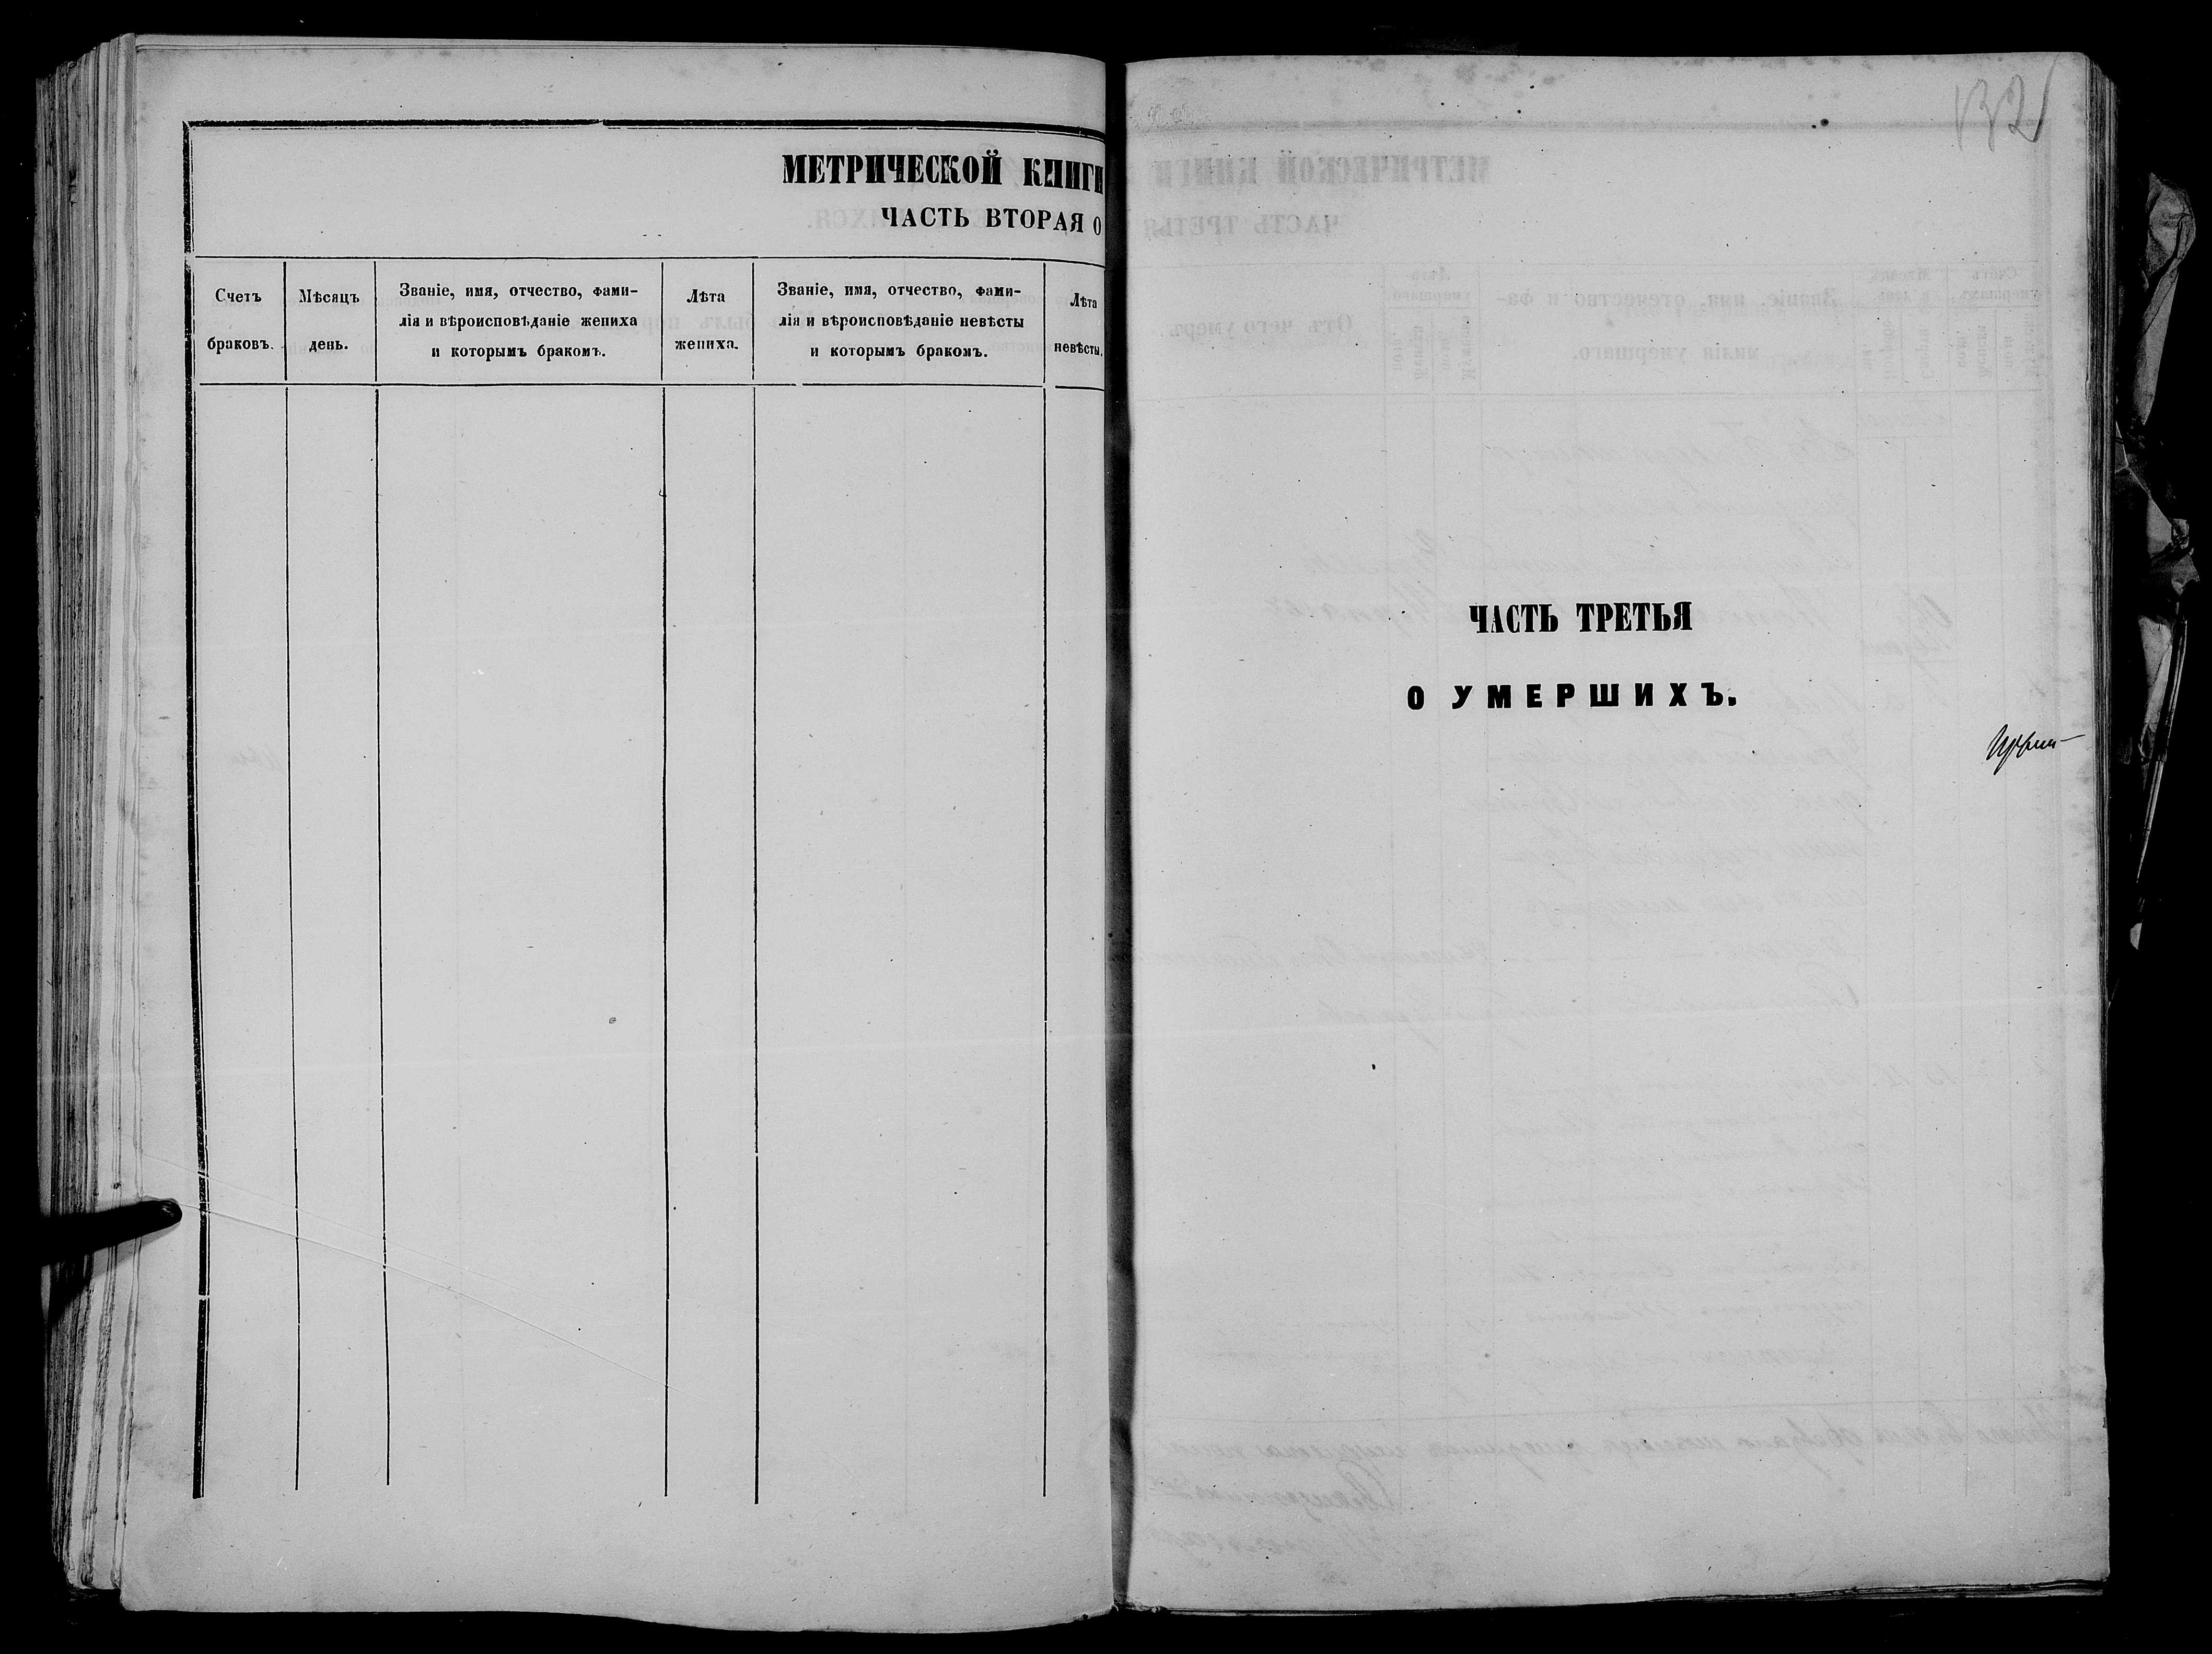 МЕТРИЧЕСКОЙ КНИГИ
ЧАСТЬ ВТОРАЯ О
Счетъ
браковъ.
Мѣсяцъ
день.
Званіе, имя, отчество, фами-
лія и вѣроисповѣданіе жениха
и которымъ бракомъ.
Лѣта
жениха.
Званіе, имя, отчество, фами-
лія и вѣроисповѣданіе невѣсты
и которымъ бракомъ.
Лѣта
невѣсты.
132
ЧАСТЬ ТРЕТЬЯ
О УМЕРШИХЪ.